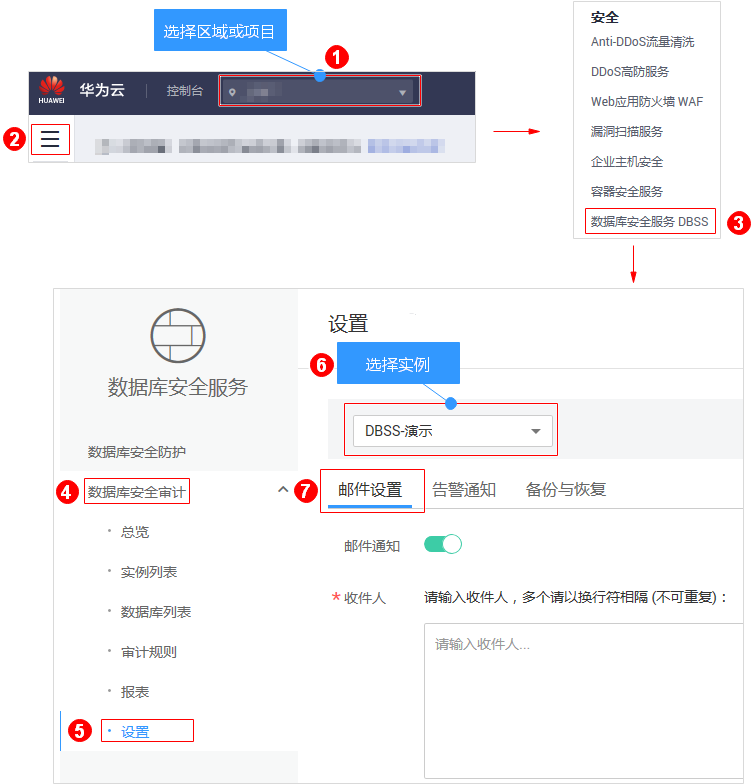 选择区域或项目
1
HUAWEI
华为云
控制台
2
安全
Anti-DDoS流量清洗
DDoS高防服务
Web应用防火墙 WAF
漏洞扫描服务
企业主机安全
容器安全服务
数据库安全服务 DBSS
3
数据库安全服务
数据库安全防护
4
数据库安全审计
总览
实例列表
数据库列表
审计规则
报表
5
设置
设置
6
选择实例
DBSS-演示
7
邮件设置 告警通知 备份与恢复
邮件通知
* 收件人 请输入收件人，多个请以换行符相隔 (不可重复)：
请输入收件人...